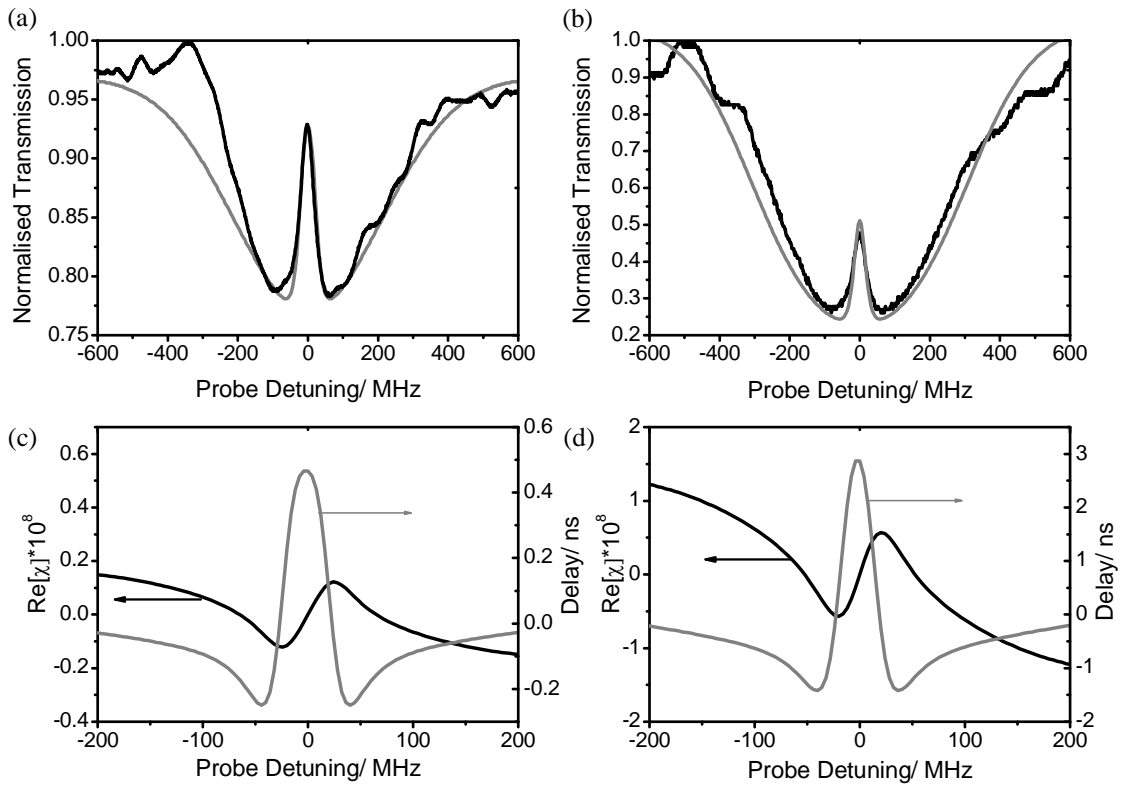 (a)
1.00
0.95
0.90
0.85
0.80
0.75
Normalised Transmission
-600 -400 -200 0 200 400 600
Probe Detuning/ MHz
(b)
1.0
0.9
0.8
0.7
0.6
0.5
0.4
0.3
0.2
Normalised Transmission
-600 -400 -200 0 200 400 600
Probe Detuning/ MHz
(c)
0.6
0.4
0.2
0.0
-0.2
-0.4
Re[χ]*10^8
0.6
0.4
0.2
0.0
-0.2
Delay/ ns
-200 -100 0 100 200
Probe Detuning/ MHz
(d)
2
1
0
-1
-2
Re[χ]*10^8
3
2
1
0
-1
-2
Delay/ ns
-200 -100 0 100 200
Probe Detuning/ MHz